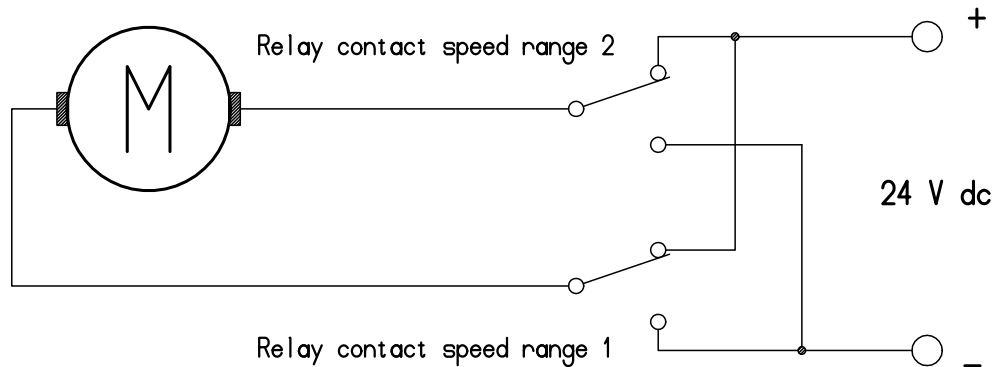 Relay contact speed range 2
+
M
24 V dc
Relay contact speed range 1
−